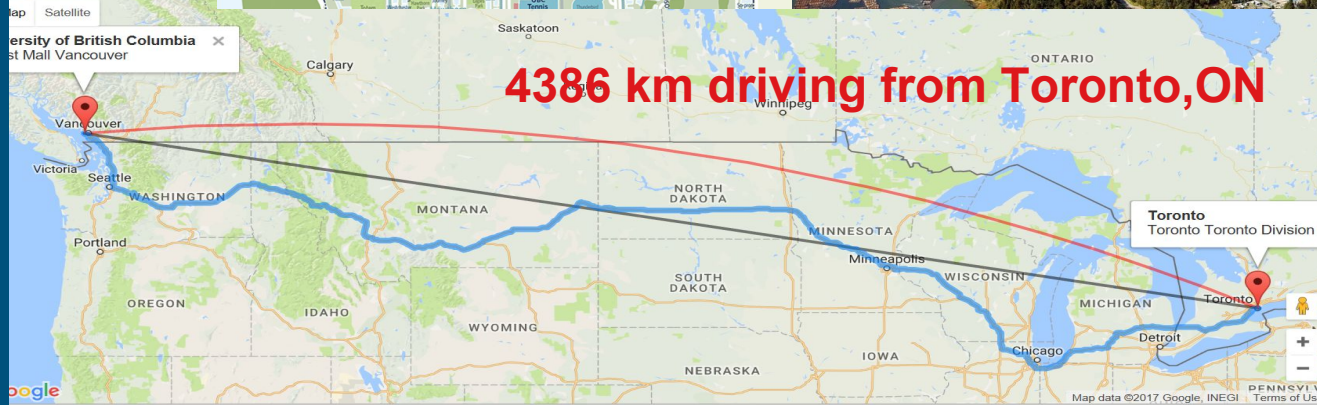 Tennis
Map Satellite
ersity of British Columbia ×
st Mall Vancouver
Saskatoon
Calgary
ONTARIO
4386 km driving from Toronto,ON
Winnipeg
Vancouver
Victoria
Seattle
WASHINGTON
MONTANA
NORTH
DAKOTA
MINNESOTA
Toronto
Toronto Toronto Division
Portland
Minneapolis
WISCONSIN
SOUTH
DAKOTA
OREGON
IDAHO
MICHIGAN
Toronto
WYOMING
Detroit
Chicago
IOWA
NEBRASKA
+
−
oogle
PENNSYLV
Map data ©2017 Google, INEGI Terms of Us